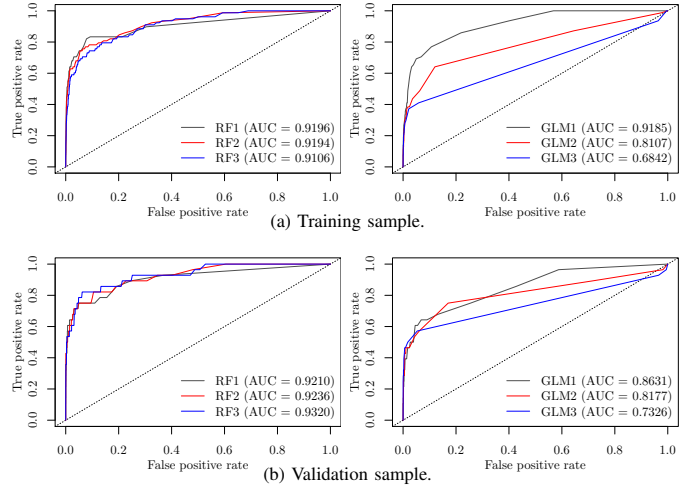 True positive rate
1.0
0.8
0.6
0.4
0.2
0.0
RF1 (AUC = 0.9196)
RF2 (AUC = 0.9194)
RF3 (AUC = 0.9106)
0.0 0.2 0.4 0.6 0.8 1.0
False positive rate
True positive rate
1.0
0.8
0.6
0.4
0.2
0.0
GLM1 (AUC = 0.9185)
GLM2 (AUC = 0.8107)
GLM3 (AUC = 0.6842)
0.0 0.2 0.4 0.6 0.8 1.0
False positive rate
(a) Training sample.
True positive rate
1.0
0.8
0.6
0.4
0.2
0.0
RF1 (AUC = 0.9210)
RF2 (AUC = 0.9236)
RF3 (AUC = 0.9320)
0.0 0.2 0.4 0.6 0.8 1.0
False positive rate
True positive rate
1.0
0.8
0.6
0.4
0.2
0.0
GLM1 (AUC = 0.8631)
GLM2 (AUC = 0.8177)
GLM3 (AUC = 0.7326)
0.0 0.2 0.4 0.6 0.8 1.0
False positive rate
(b) Validation sample.